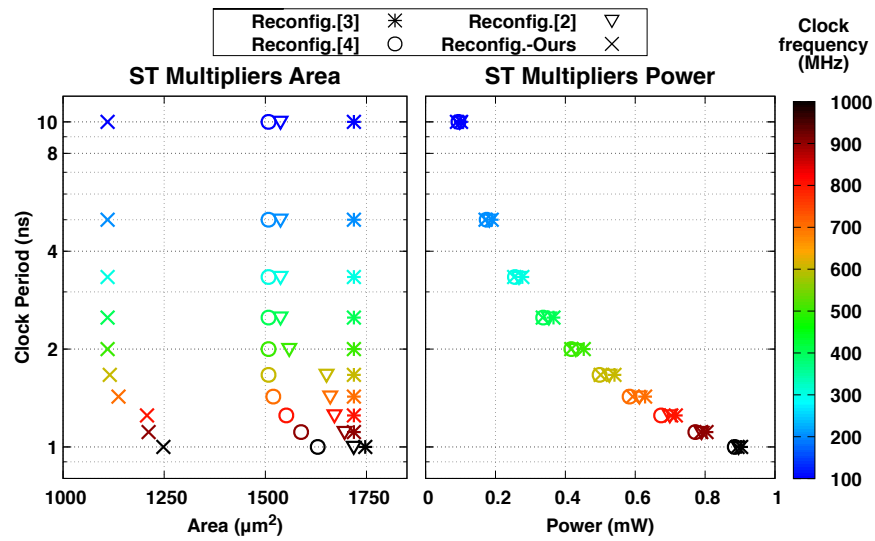 Reconfig.[3] Reconfig.[2]
Reconfig.[4] Reconfig.-Ours
Clock
frequency
(MHz)
ST Multipliers Area
ST Multipliers Power
Clock Period (ns)
10
8
4
2
1
1000 1250 1500 1750
Area (µm²)
0 0.2 0.4 0.6 0.8 1
Power (mW)
1000
900
800
700
600
500
400
300
200
100